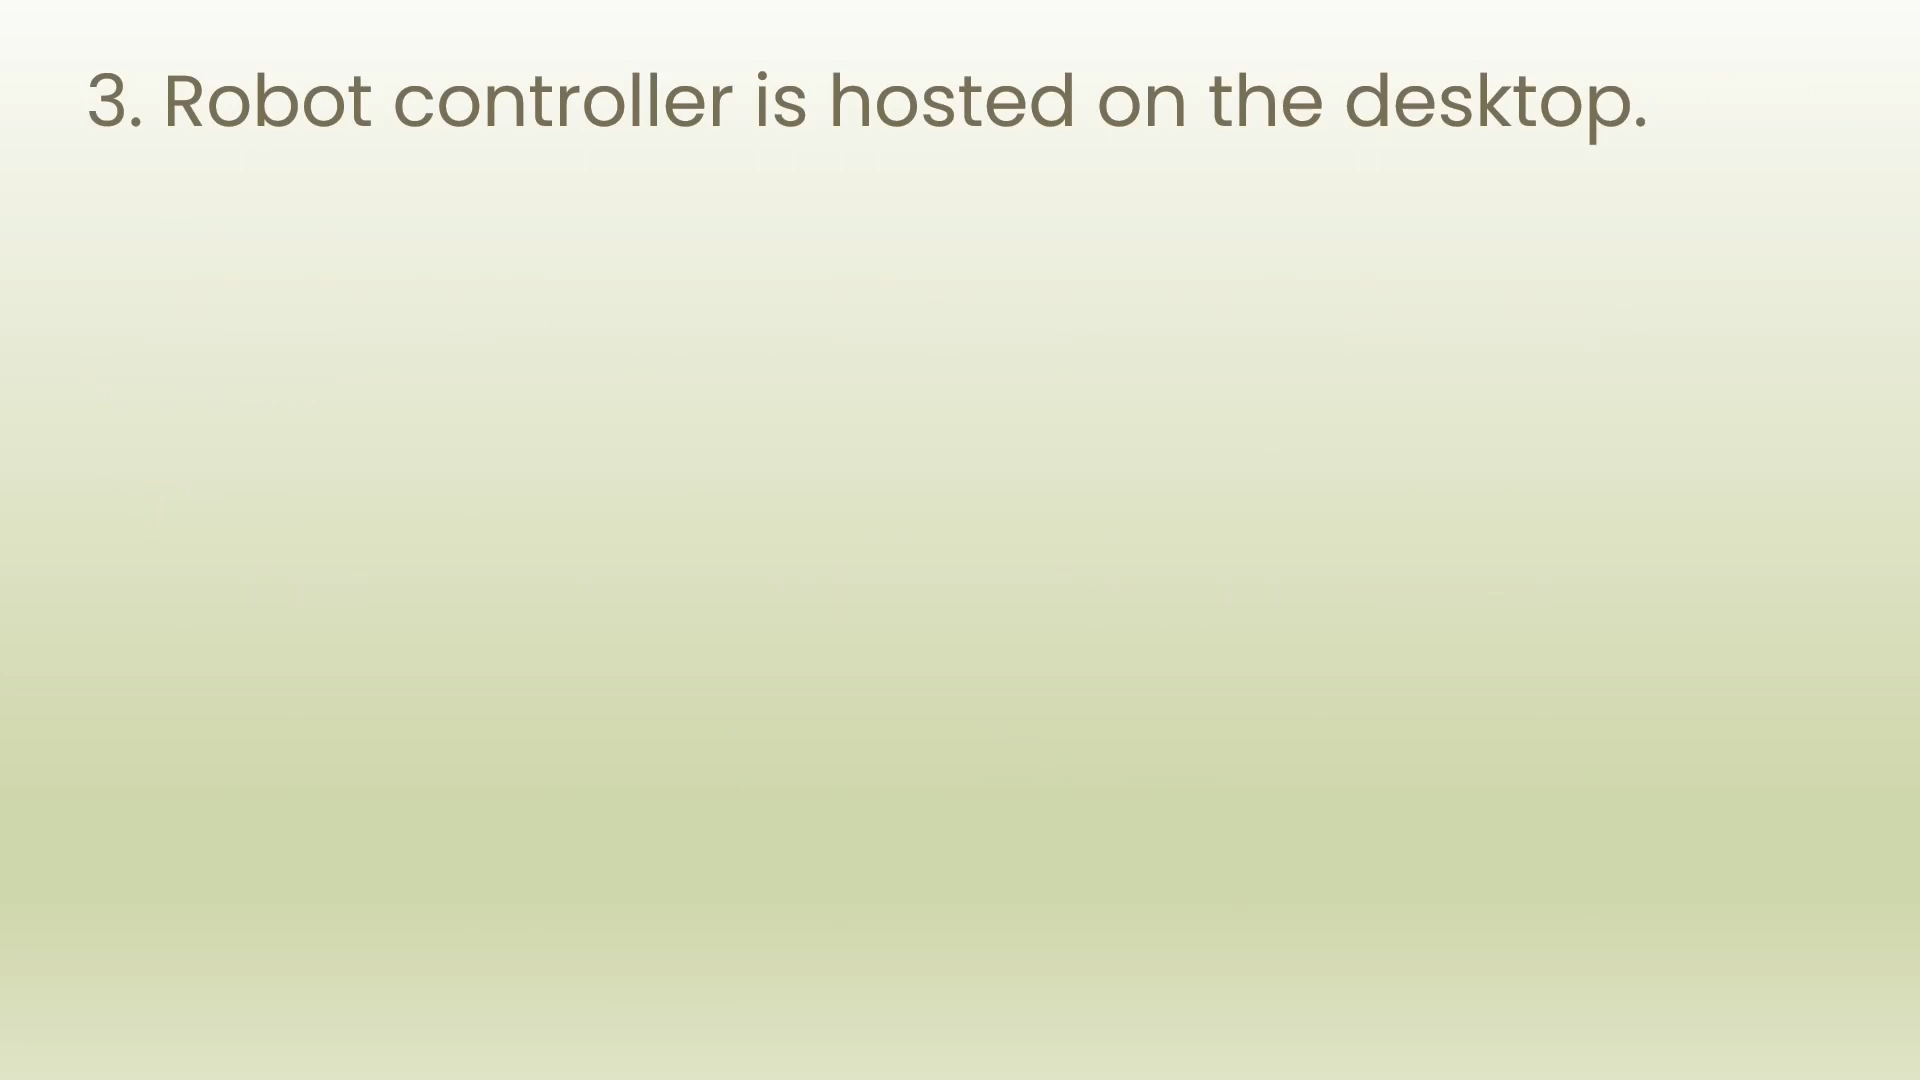 3. Robot controller is hosted on the desktop.